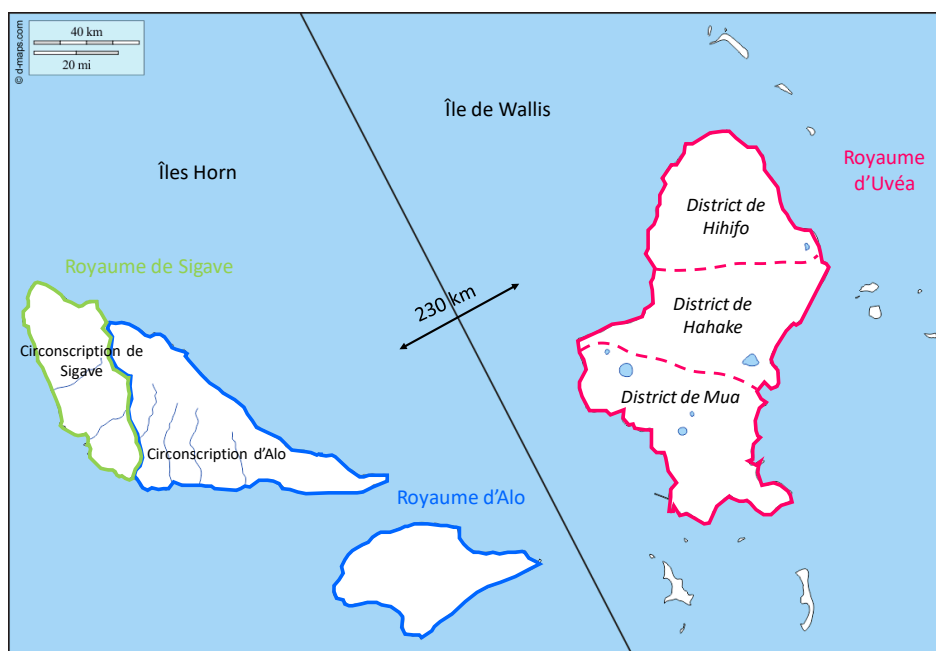 © d-maps.com
40 km
20 mi
Île de Wallis
Îles Horn
Royaume
d'Uvéa
District de
Hihifo
Royaume de Sigave
230 km
District de
Hahake
Circonscription de
Sigave
District de Mua
Circonscription d'Alo
Royaume d'Alo